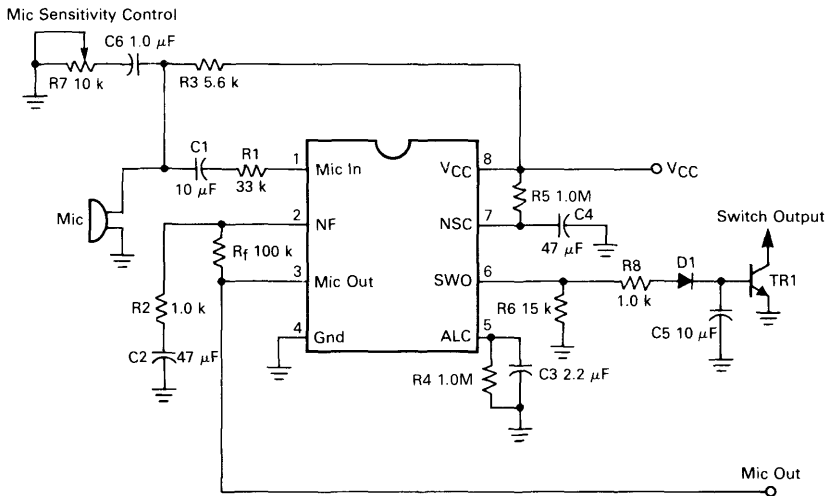 Mic Sensitivity Control
C6 1.0 μF
R7 10 k
R3 5.6 k
C1
10 μF
R1
33 k
1
Mic In
VCC
8
VCC
R5 1.0M
Mic
2
NF
NSC
7
C4
47 μF
Switch Output
Rf 100 k
3
Mic Out
SWO
6
R8
1.0 k
D1
TR1
R2
1.0 k
R6 15 k
C5 10 μF
4
Gnd
ALC
5
C2
47 μF
R4 1.0M
C3 2.2 μF
Mic Out